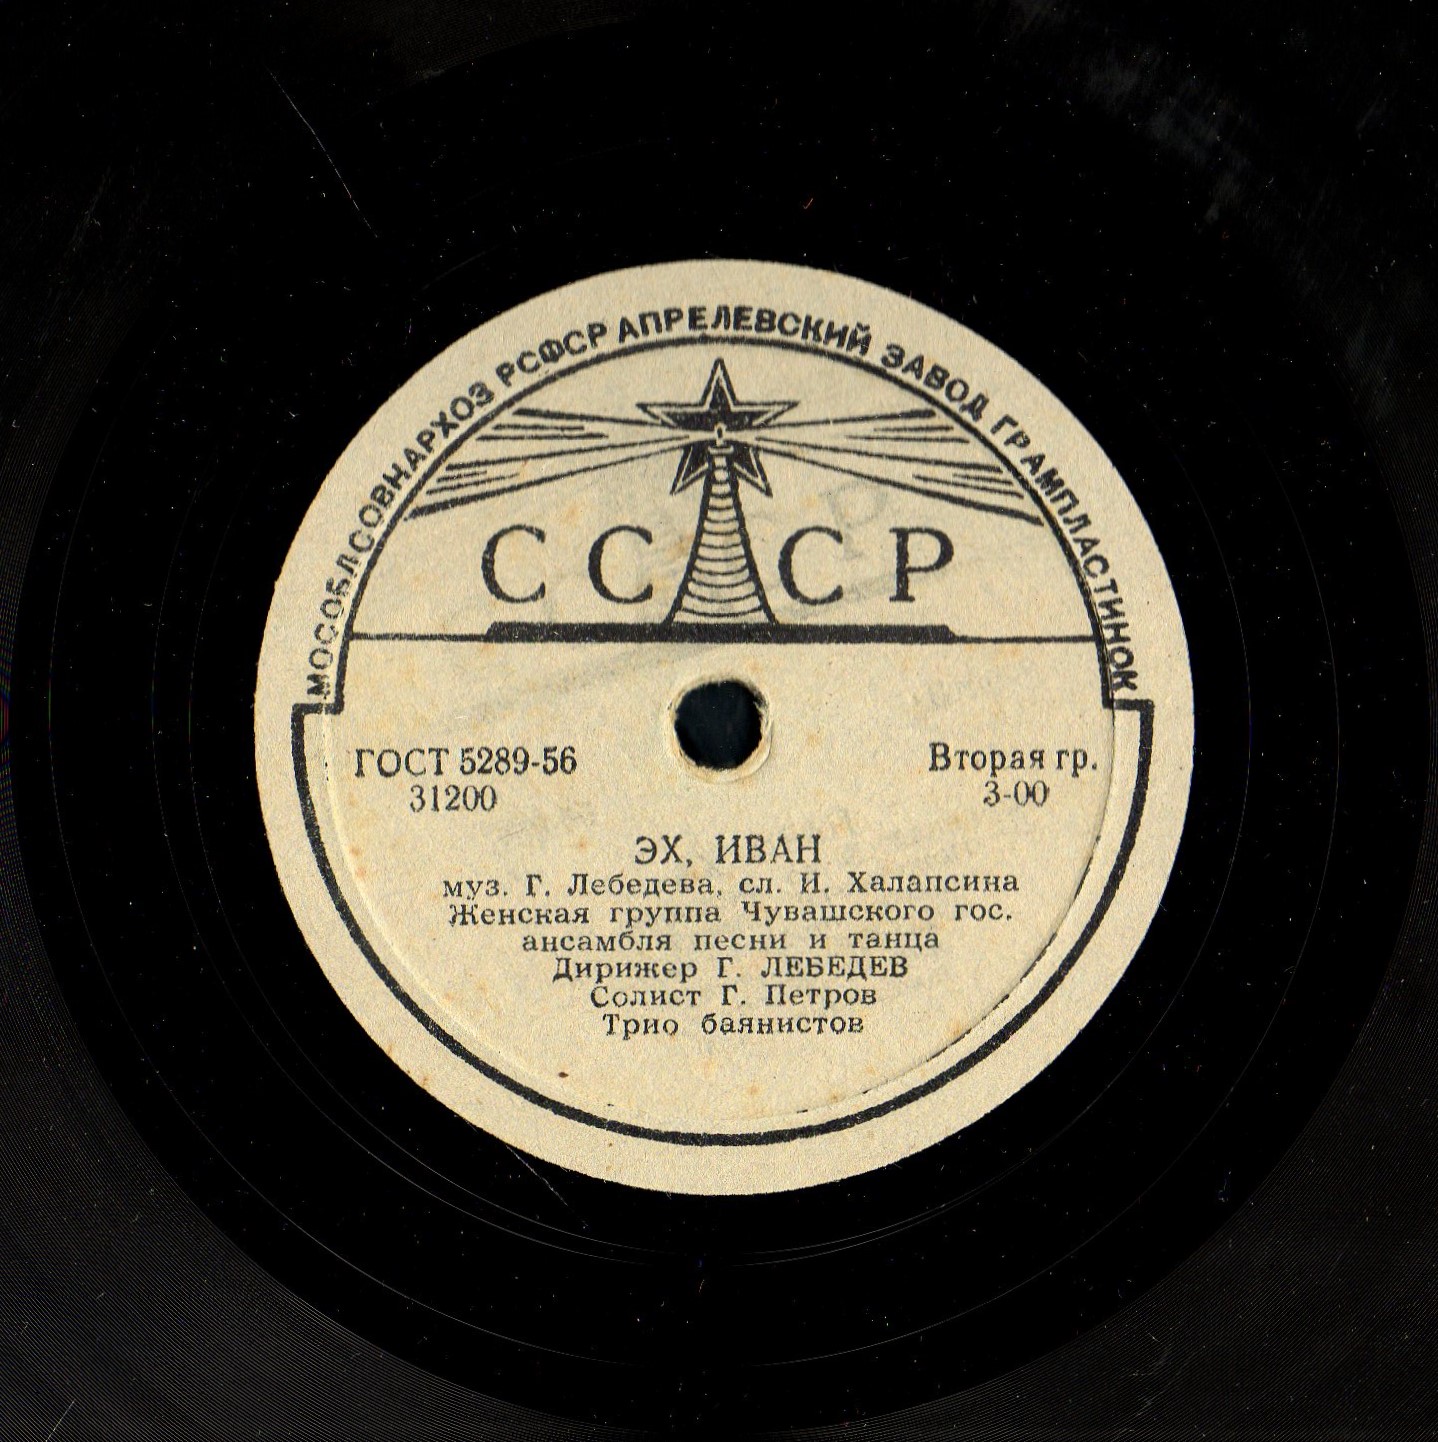 МОСОБЛСОВНАРХОЗ РСФСР АПРЕЛЕВСКИЙ ЗАВОД ГРАМПЛАСТИНОК
СССР
ГОСТ 5289-56
31200
Вторая гр.
3-00
ЭХ, ИВАН
муз. Г. Лебедева, сл. И. Халапсина
Женская группа Чувашского гос.
ансамбля песни и танца
Дирижер Г. ЛЕБЕДЕВ
Солист Г. Петров
Трио баянистов